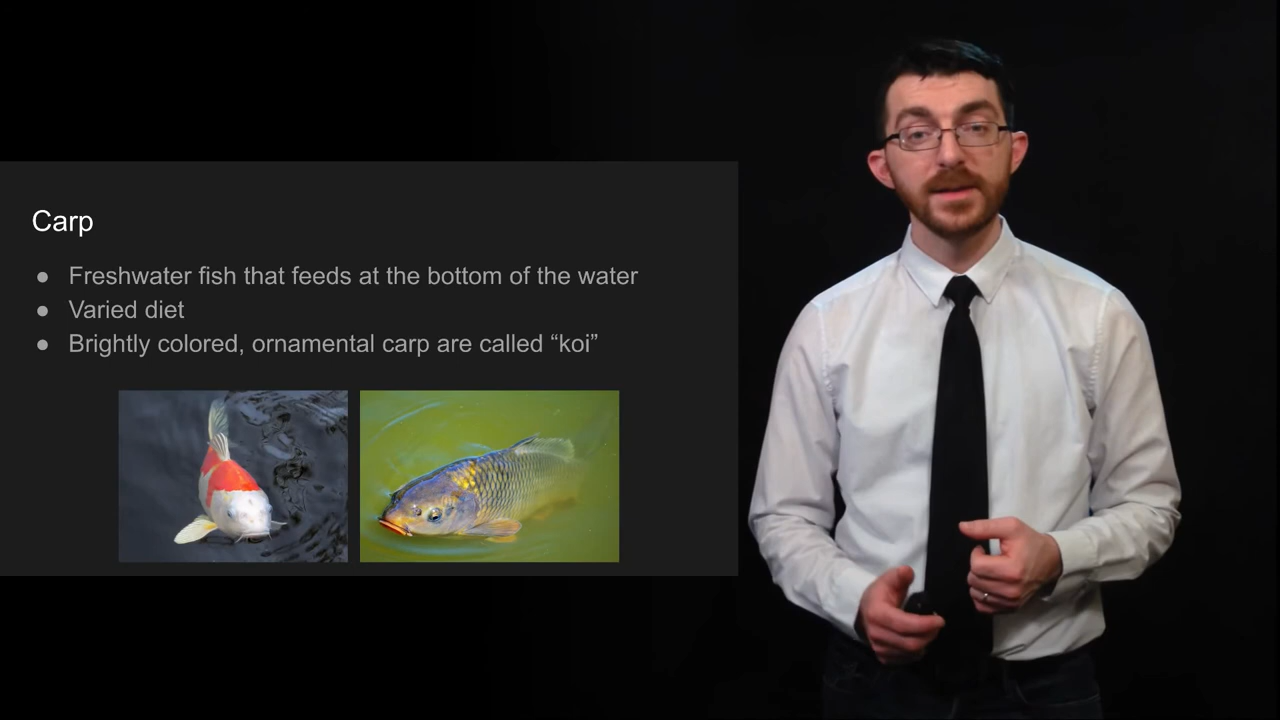 Carp
● Freshwater fish that feeds at the bottom of the water
● Varied diet
● Brightly colored, ornamental carp are called “koi”